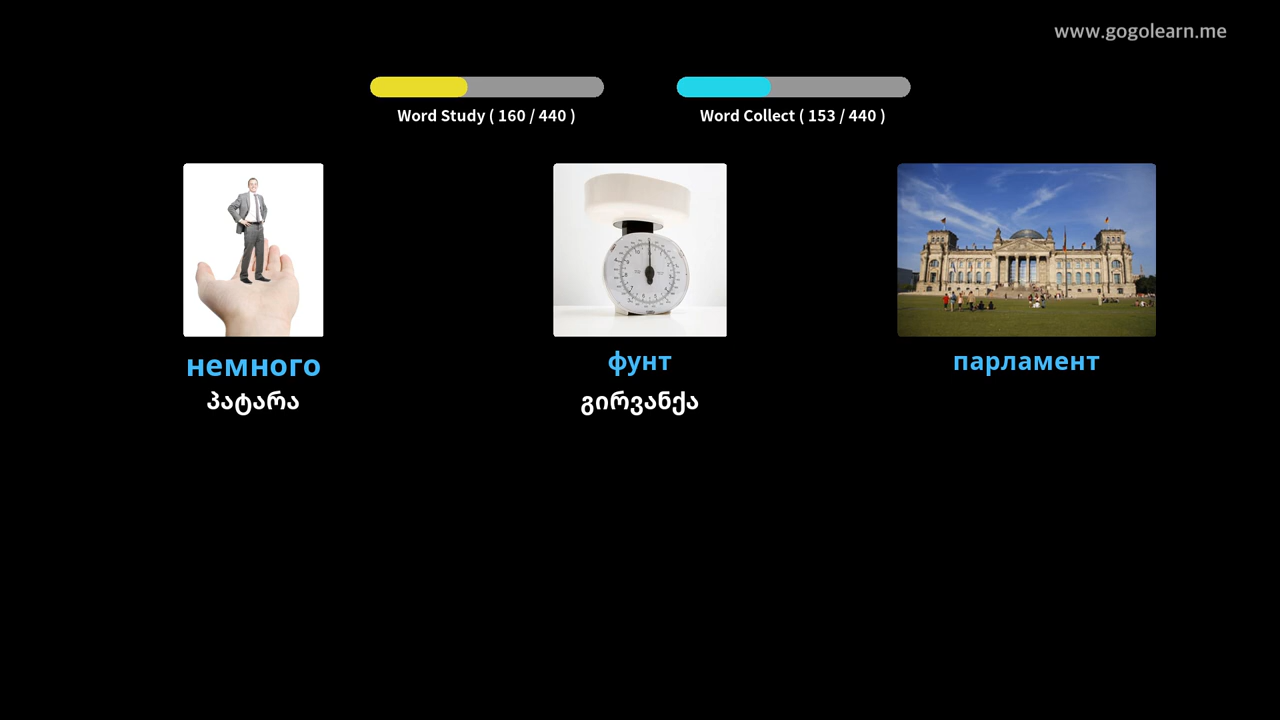 www.gogolearn.me
Word Study ( 160 / 440 )
Word Collect ( 153 / 440 )
немного
фунт
парламент
პატარა
გირვანქა